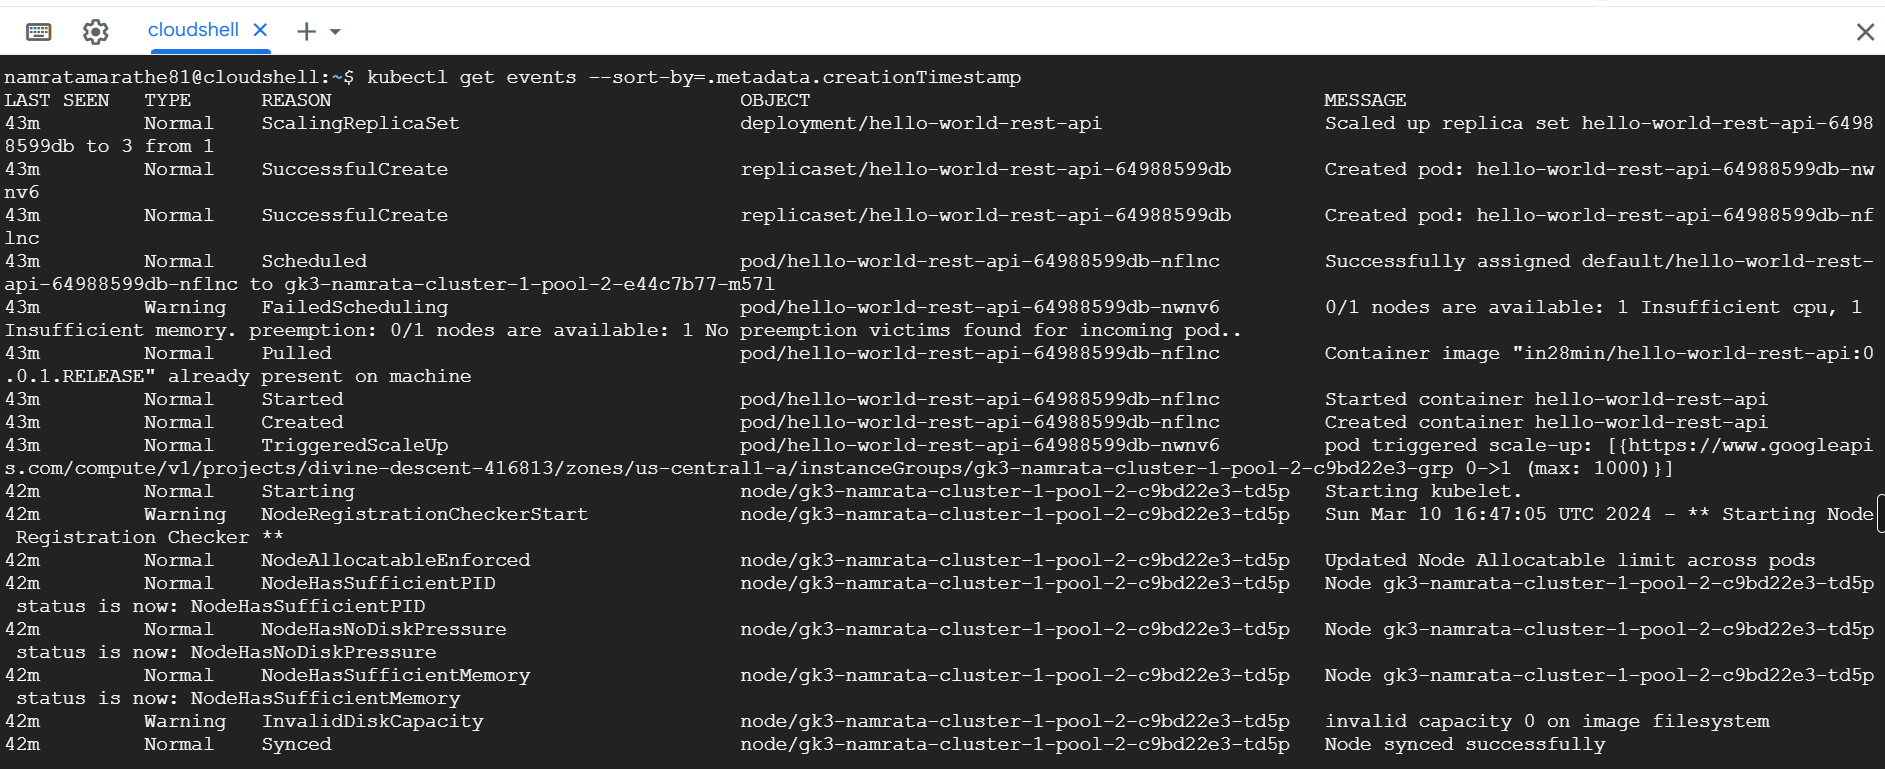 cloudshell
namratamarathe81@cloudshell:~$ kubectl get events --sort-by=.metadata.creationTimestamp
LAST SEEN TYPE REASON OBJECT MESSAGE
43m Normal ScalingReplicaSet deployment/hello-world-rest-api Scaled up replica set hello-world-rest-api-6498
8599db to 3 from 1
43m Normal SuccessfulCreate replicaset/hello-world-rest-api-64988599db Created pod: hello-world-rest-api-64988599db-nw
nv6
43m Normal SuccessfulCreate replicaset/hello-world-rest-api-64988599db Created pod: hello-world-rest-api-64988599db-nf
lnc
43m Normal Scheduled pod/hello-world-rest-api-64988599db-nflnc Successfully assigned default/hello-world-rest-
api-64988599db-nflnc to gk3-namrata-cluster-1-pool-2-e44c7b77-m57l
43m Warning FailedScheduling pod/hello-world-rest-api-64988599db-nwnv6 0/1 nodes are available: 1 Insufficient cpu, 1
Insufficient memory. preemption: 0/1 nodes are available: 1 No preemption victims found for incoming pod..
43m Normal Pulled pod/hello-world-rest-api-64988599db-nflnc Container image "in28min/hello-world-rest-api:0
.0.1.RELEASE" already present on machine
43m Normal Started pod/hello-world-rest-api-64988599db-nflnc Started container hello-world-rest-api
43m Normal Created pod/hello-world-rest-api-64988599db-nflnc Created container hello-world-rest-api
43m Normal TriggeredScaleUp pod/hello-world-rest-api-64988599db-nwnv6 pod triggered scale-up: [{https://www.googleapi
s.com/compute/v1/projects/divine-descent-416813/zones/us-central1-a/instanceGroups/gk3-namrata-cluster-1-pool-2-c9bd22e3-grp 0->1 (max: 1000)}]
42m Normal Starting node/gk3-namrata-cluster-1-pool-2-c9bd22e3-td5p Starting kubelet.
42m Warning NodeRegistrationCheckerStart node/gk3-namrata-cluster-1-pool-2-c9bd22e3-td5p Sun Mar 10 16:47:05 UTC 2024 - ** Starting Node
Registration Checker **
42m Normal NodeAllocatableEnforced node/gk3-namrata-cluster-1-pool-2-c9bd22e3-td5p Updated Node Allocatable limit across pods
42m Normal NodeHasSufficientPID node/gk3-namrata-cluster-1-pool-2-c9bd22e3-td5p Node gk3-namrata-cluster-1-pool-2-c9bd22e3-td5p
status is now: NodeHasSufficientPID
42m Normal NodeHasNoDiskPressure node/gk3-namrata-cluster-1-pool-2-c9bd22e3-td5p Node gk3-namrata-cluster-1-pool-2-c9bd22e3-td5p
status is now: NodeHasNoDiskPressure
42m Normal NodeHasSufficientMemory node/gk3-namrata-cluster-1-pool-2-c9bd22e3-td5p Node gk3-namrata-cluster-1-pool-2-c9bd22e3-td5p
status is now: NodeHasSufficientMemory
42m Warning InvalidDiskCapacity node/gk3-namrata-cluster-1-pool-2-c9bd22e3-td5p invalid capacity 0 on image filesystem
42m Normal Synced node/gk3-namrata-cluster-1-pool-2-c9bd22e3-td5p Node synced successfully